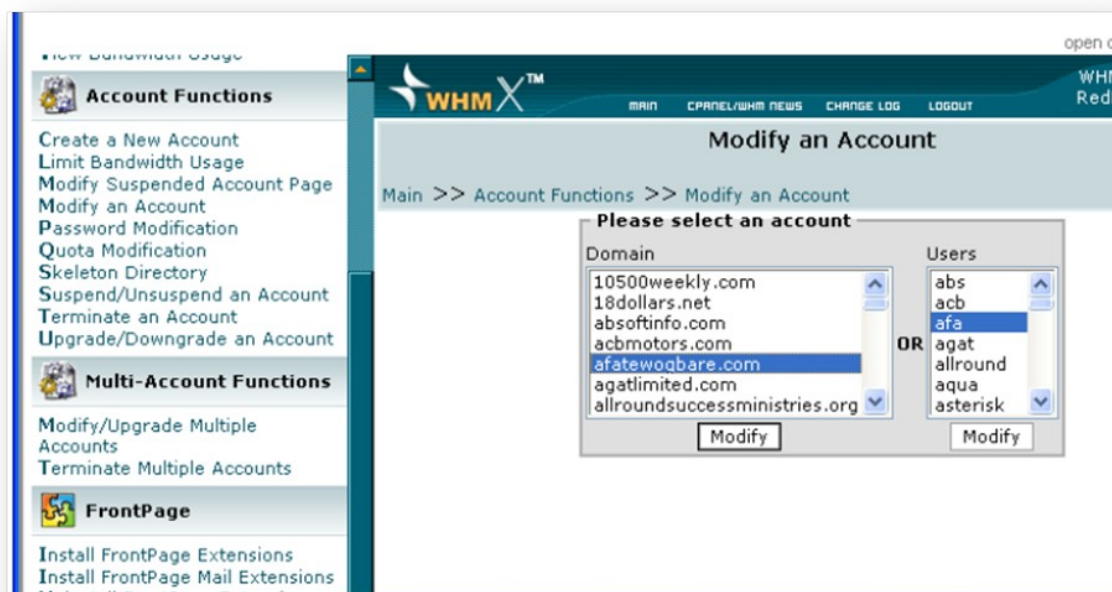 Account Functions
Create a New Account
Limit Bandwidth Usage
Modify Suspended Account Page
Modify an Account
Password Modification
Quota Modification
Skeleton Directory
Suspend/Unsuspend an Account
Terminate an Account
Upgrade/Downgrade an Account
Multi-Account Functions
Modify/Upgrade Multiple
Accounts
Terminate Multiple Accounts
FrontPage
Install FrontPage Extensions
Install FrontPage Mail Extensions
open
WHM X™
MAIN CPANEL/WHM NEWS CHANGE LOG LOGOUT
WHM
Red
Modify an Account
Main >> Account Functions >> Modify an Account
Please select an account
Domain
10500weekly.com
18dollars.net
absoftinfo.com
acbmotors.com
afatewogbare.com
agatlimited.com
allroundsuccessministries.org
Modify
OR
Users
abs
acb
afa
agat
allround
aqua
asterisk
Modify